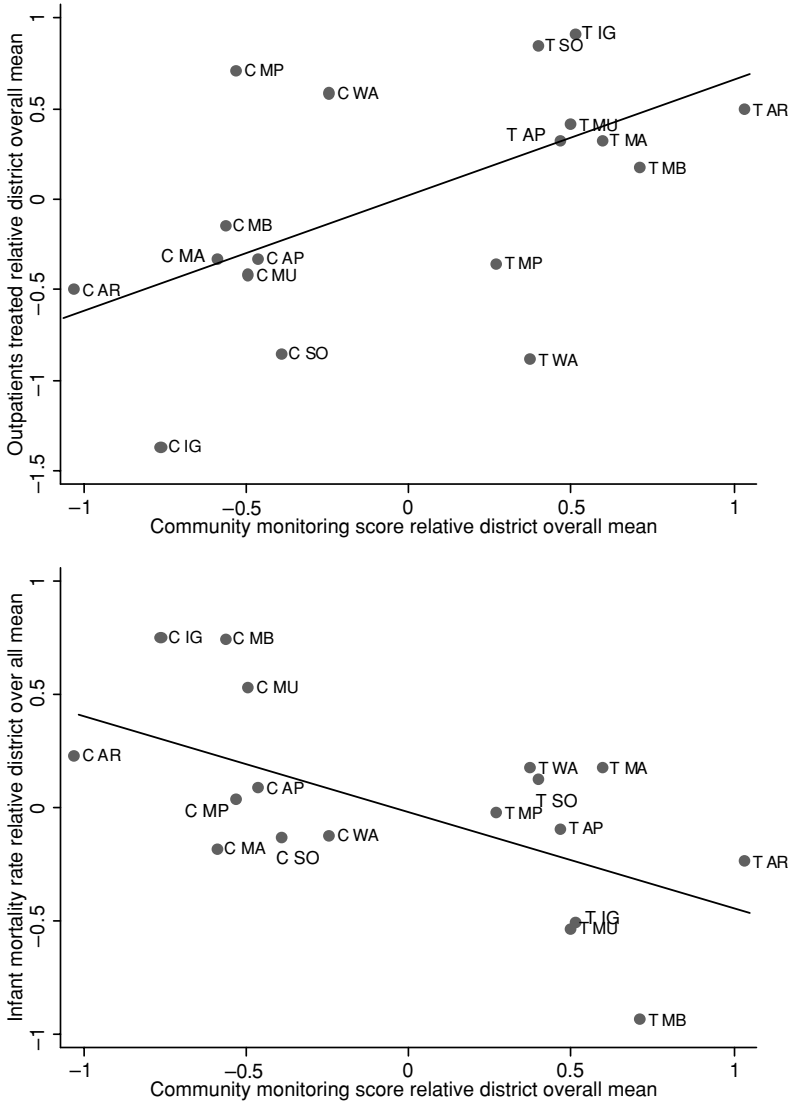 1
T IG
T SO
C MP
C WA
0.5
T AR
T MU
T AP
T MA
T MB
0
C MB
C MA
C AP
T MP
C MU
−0.5
C AR
C SO
T WA
−1
C IG
−1.5
Outpatients treated relative district overall mean
−1
−0.5
0
0.5
1
Community monitoring score relative district overall mean
1
C IG
C MB
C MU
0.5
C AR
T WA
T MA
C AP
T SO
C MP
T MP
0
T AP
C WA
C MA
C SO
T AR
−0.5
T IG
T MU
T MB
−1
Infant mortality rate relative district over all mean
−1
−0.5
0
0.5
1
Community monitoring score relative district overall mean